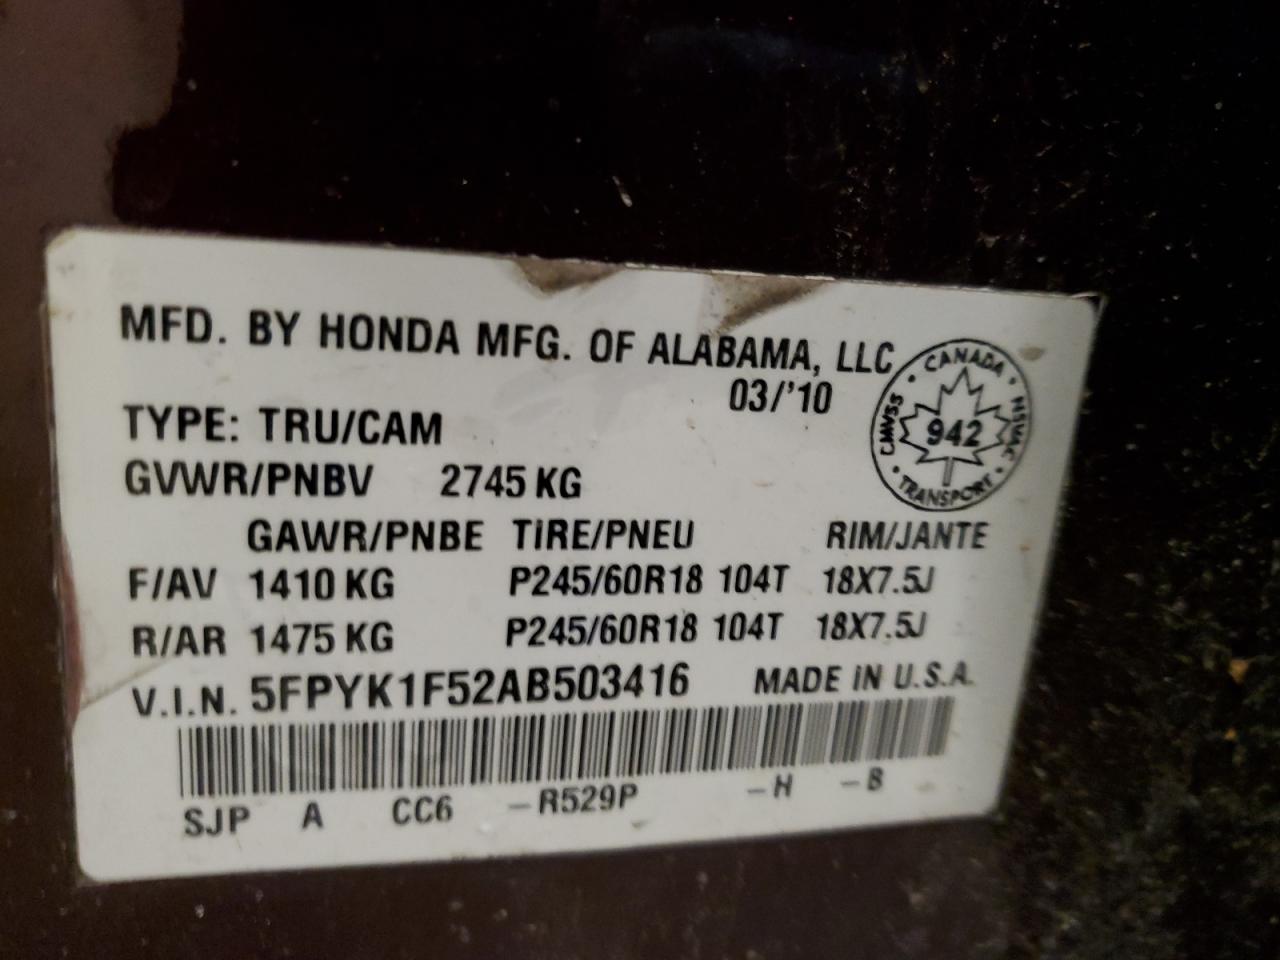 MFD. BY HONDA MFG. OF ALABAMA, LLC
03/'10
CANADA
CMVSS 942 NSVAC
TRANSPORT
TYPE: TRU/CAM
GVWR/PNBV 2745 KG
GAWR/PNBE TIRE/PNEU RIM/JANTE
F/AV 1410 KG P245/60R18 104T 18X7.5J
R/AR 1475 KG P245/60R18 104T 18X7.5J
V.I.N. 5FPYK1F52AB503416 MADE IN U.S.A.
SJP A CC6 -R529P -H -B